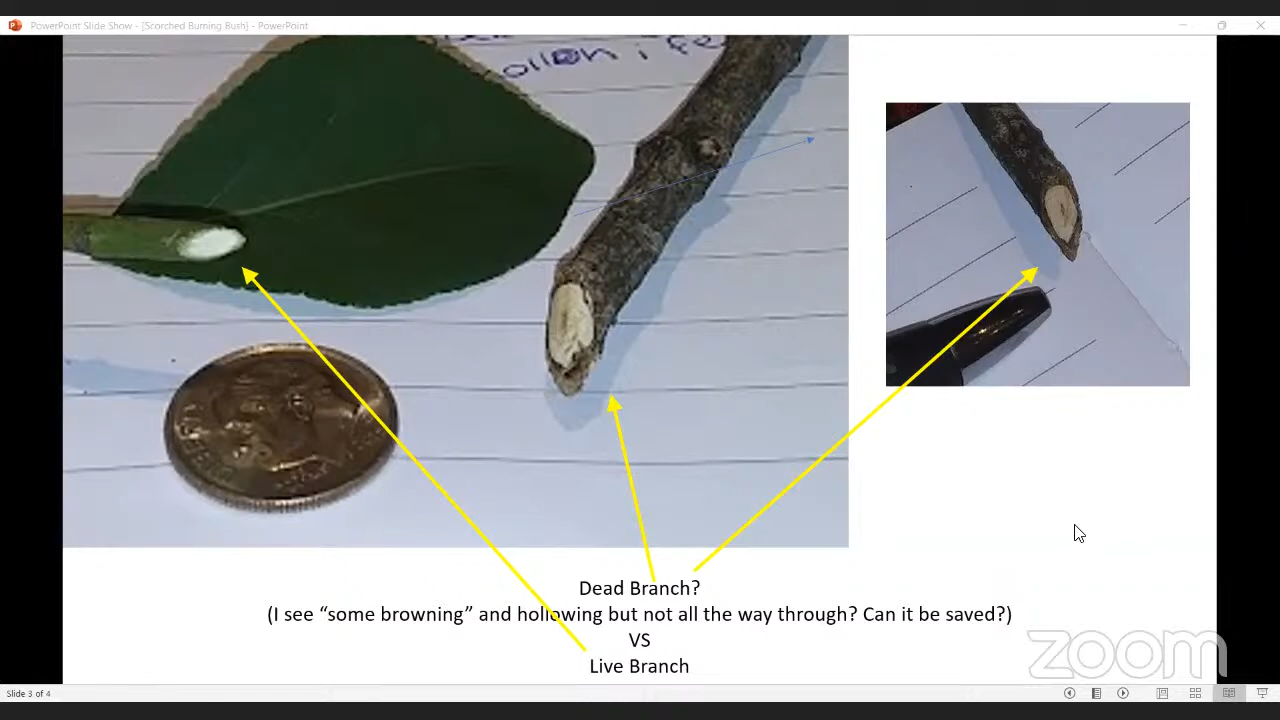 PowerPoint Slide Show - [Scorched Burning Bush] - PowerPoint
Dead Branch?
(I see “some browning” and hollowing but not all the way through? Can it be saved?)
VS
Live Branch
zoom
Slide 3 of 4